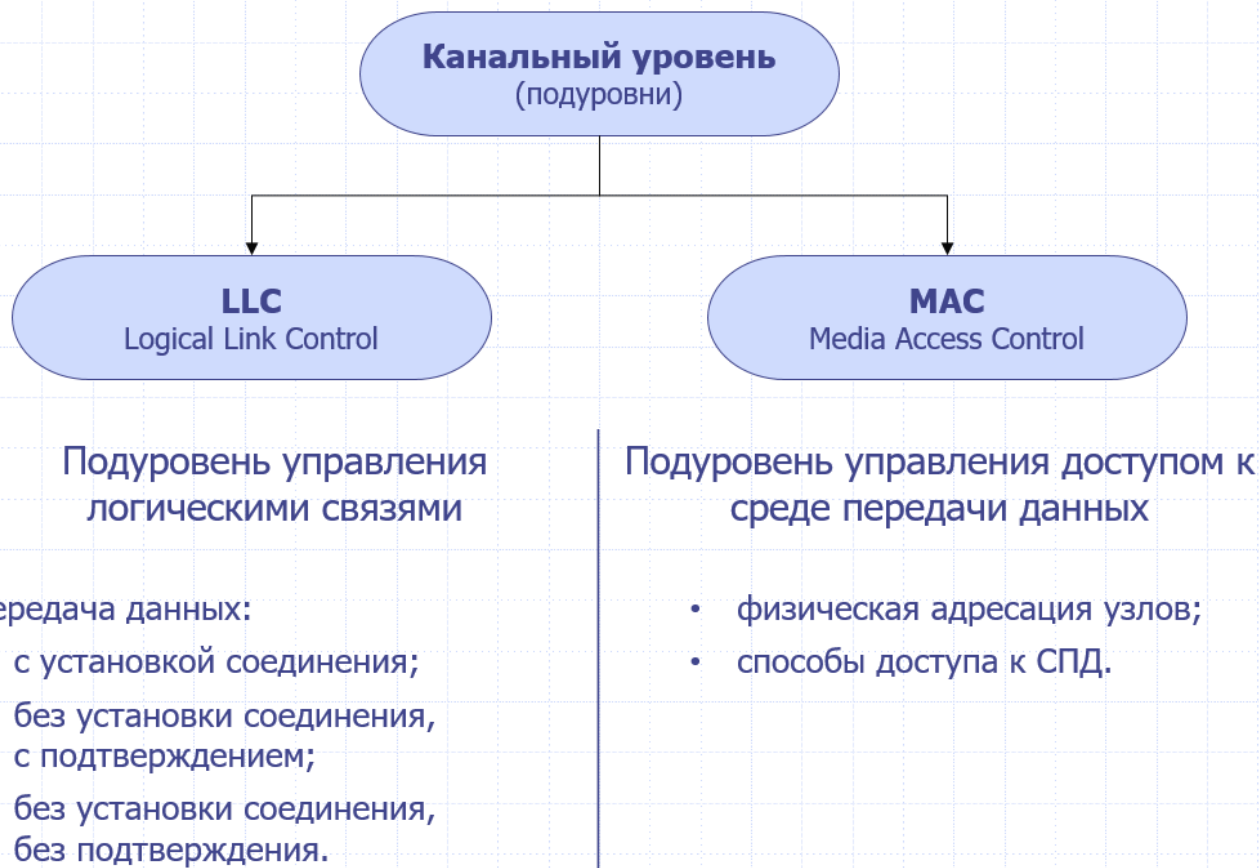 Канальный уровень
(подуровни)
LLC
Logical Link Control
MAC
Media Access Control
Подуровень управления
логическими связями
ередача данных:
с установкой соединения;
без установки соединения,
с подтверждением;
без установки соединения,
без подтверждения.
Подуровень управления доступом к
среде передачи данных
• физическая адресация узлов;
• способы доступа к СПД.